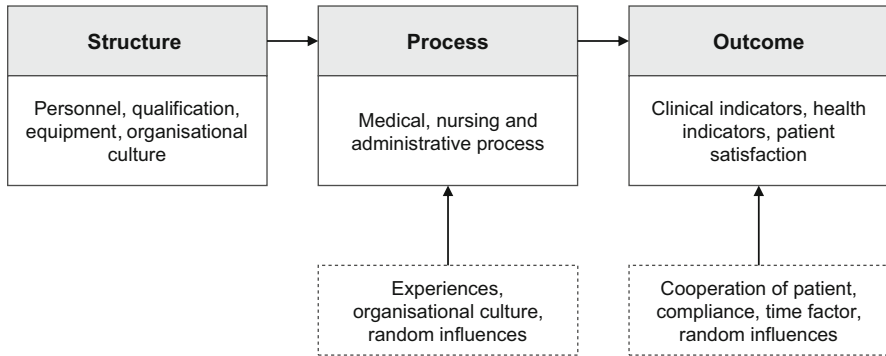 Structure
Process
Outcome
Personnel, qualification,
equipment, organisational
culture
Medical, nursing and
administrative process
Clinical indicators, health
indicators, patient
satisfaction
Experiences,
organisational culture,
random influences
Cooperation of patient,
compliance, time factor,
random influences